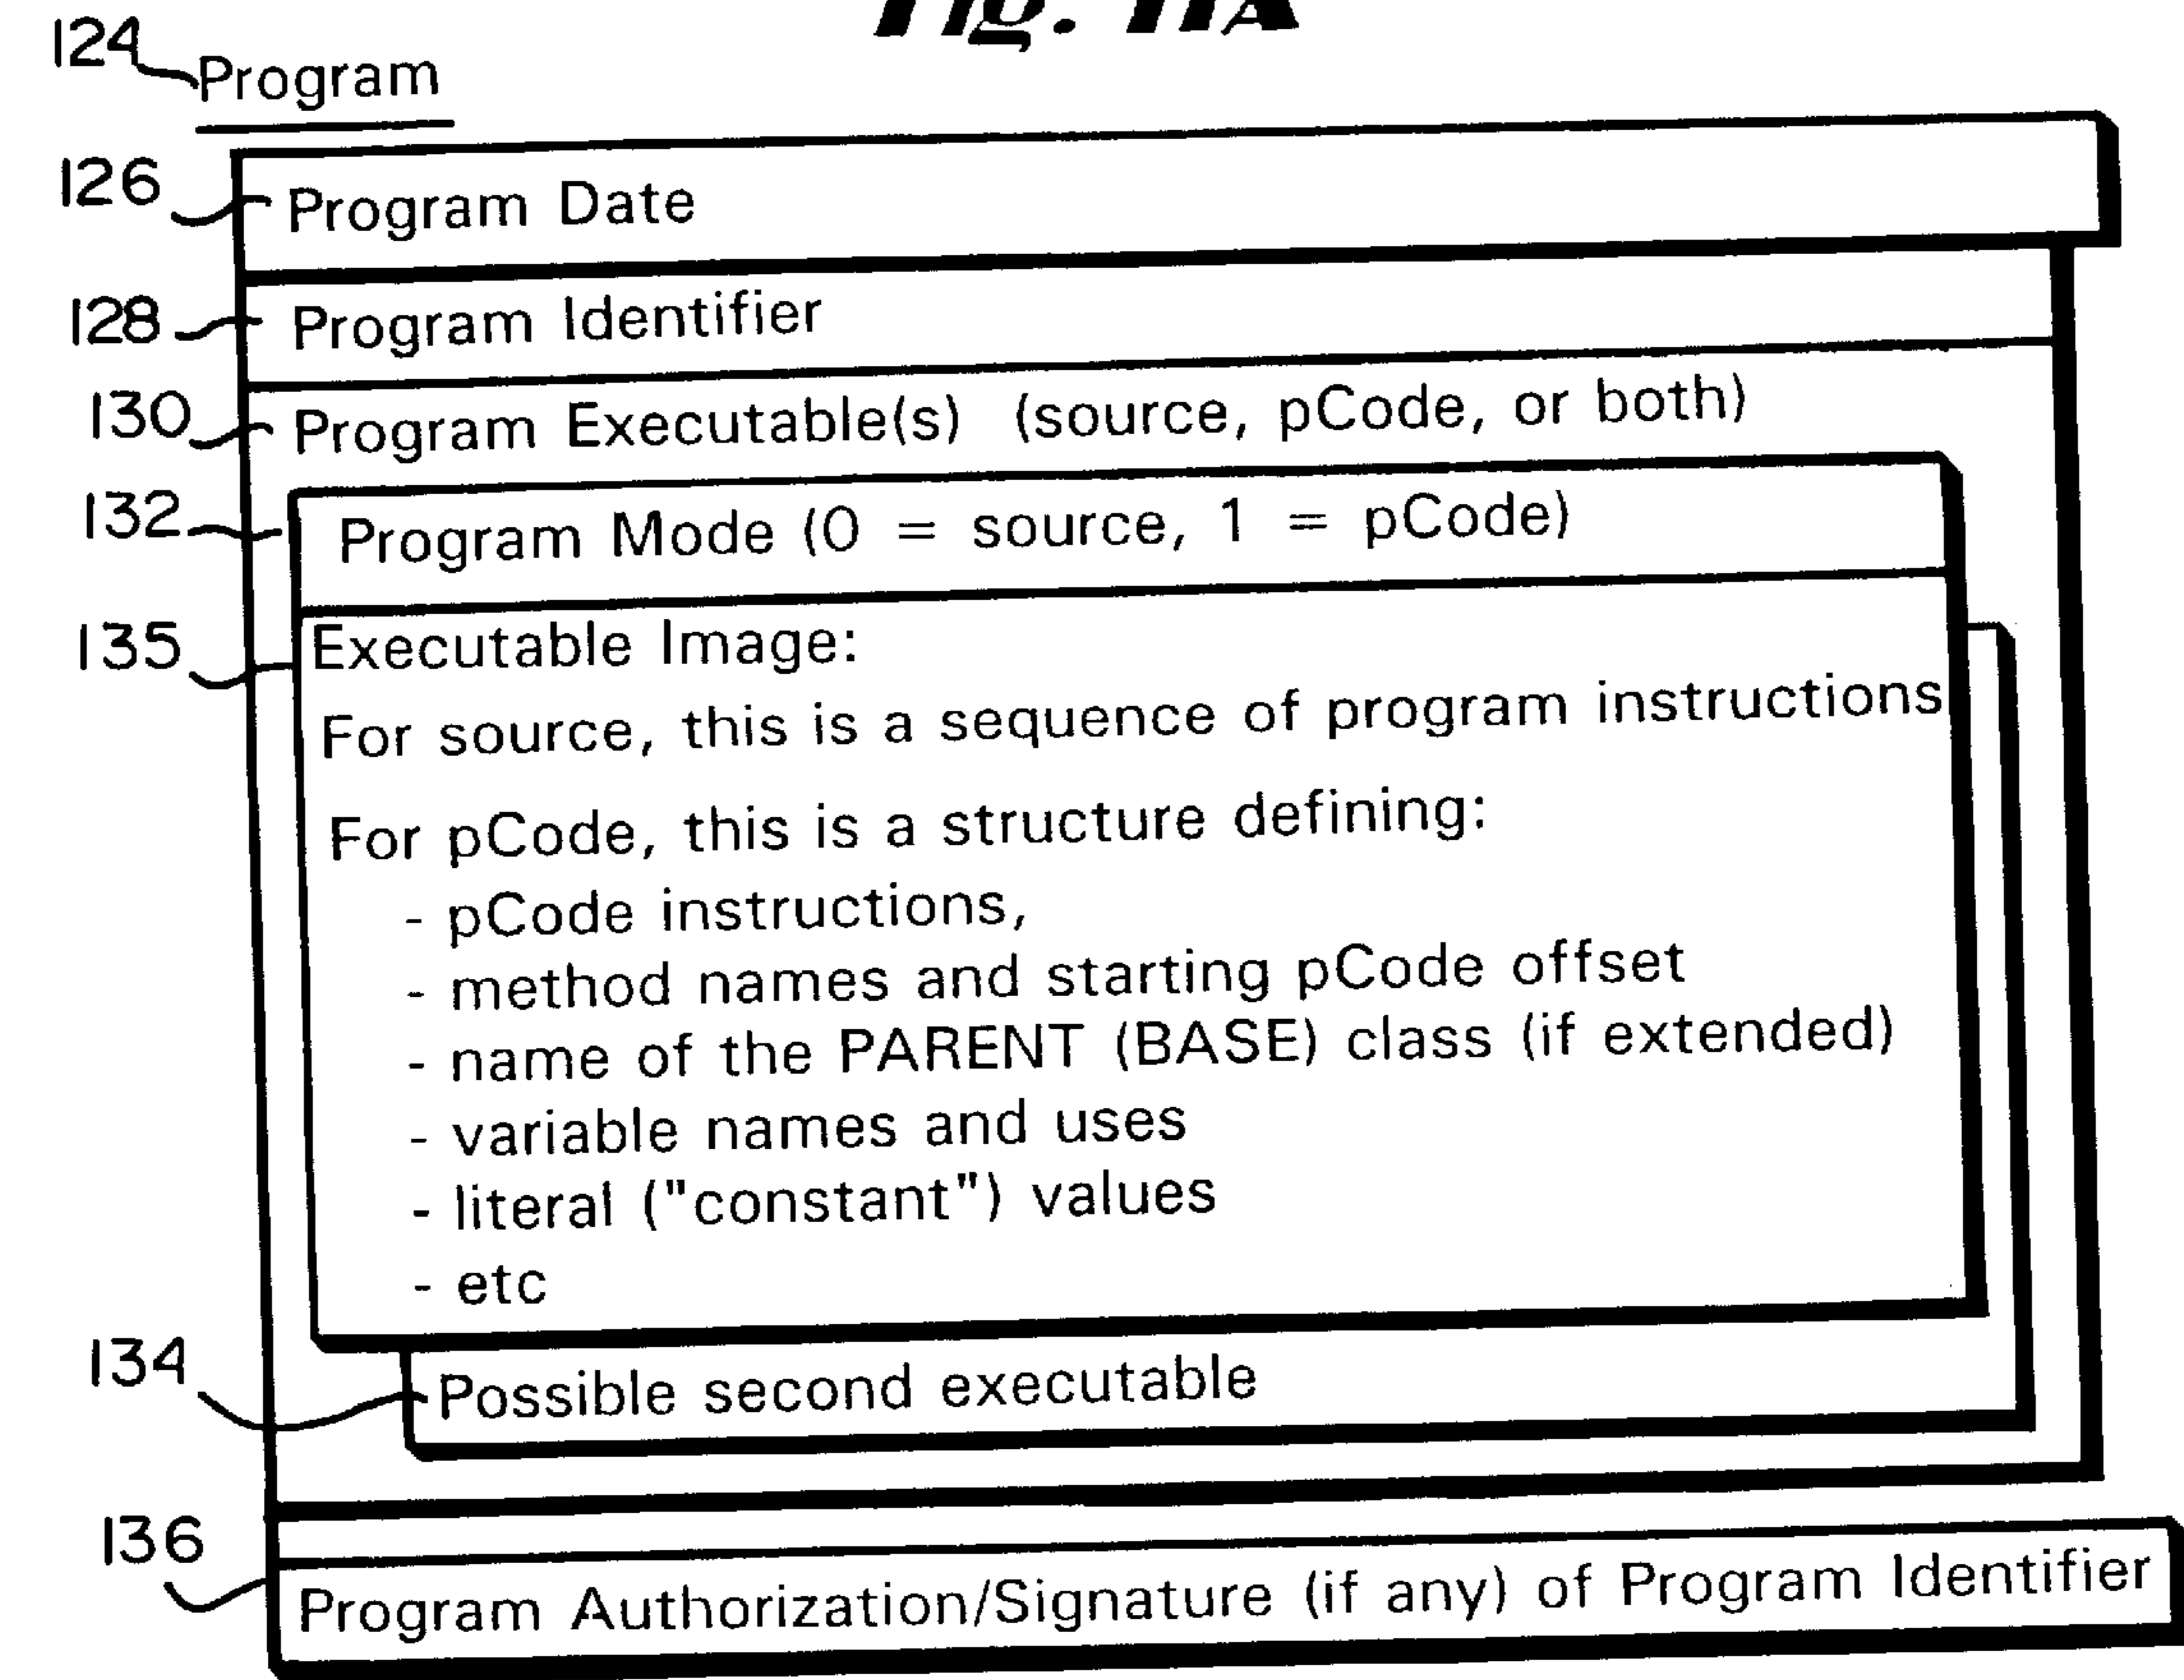 Fig. 11A
124 Program
126 Program Date
128 Program Identifier
130 Program Executable(s) (source, pCode, or both)
132 Program Mode (0 = source, 1 = pCode)
135 Executable Image:
For source, this is a sequence of program instructions
For pCode, this is a structure defining:
- pCode instructions,
- method names and starting pCode offset
- name of the PARENT (BASE) class (if extended)
- variable names and uses
- literal ("constant") values
- etc
134 Possible second executable
136 Program Authorization/Signature (if any) of Program Identifier